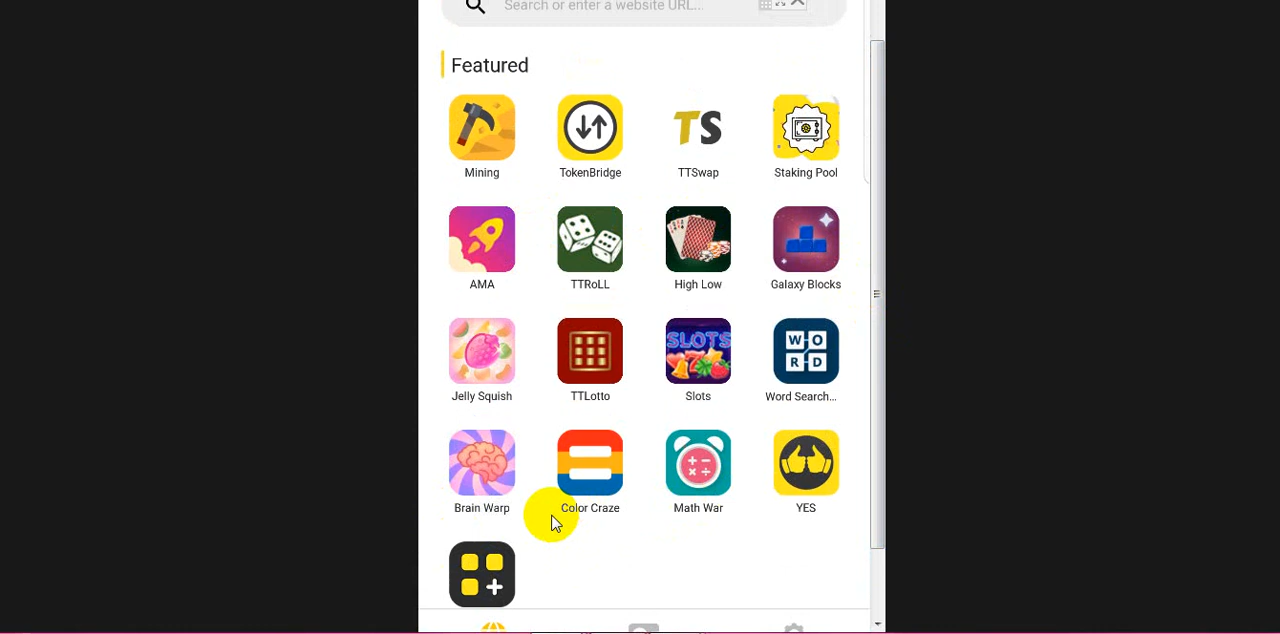 Search or enter a website URL...
Featured
TS
Mining TokenBridge TTSwap Staking Pool
AMA TTRoLL High Low Galaxy Blocks
SLOTS
W O
R D
Jelly Squish TTLotto Slots Word Search...
Brain Warp Color Craze Math War YES